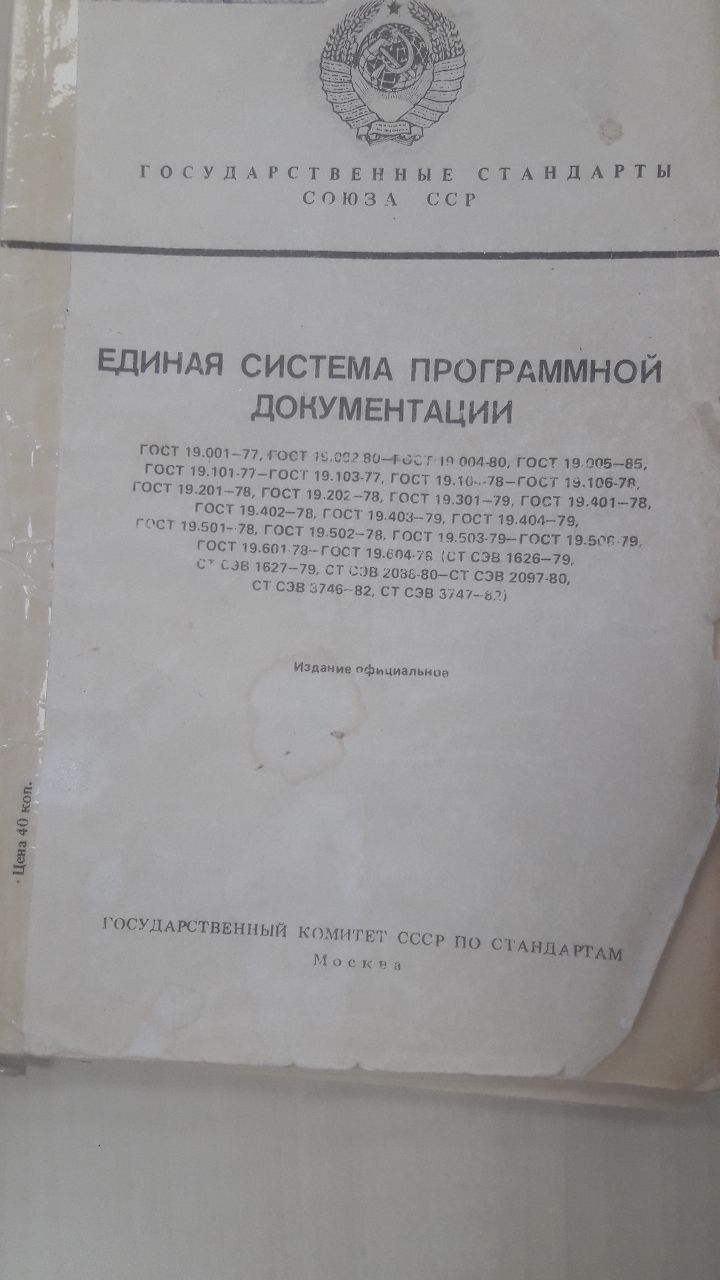 ГОСУДАРСТВЕННЫЕ СТАНДАРТЫ
СОЮЗА ССР
ЕДИНАЯ СИСТЕМА ПРОГРАММНОЙ
ДОКУМЕНТАЦИИ
ГОСТ 19.001—77, ГОСТ 19.002-80—ГОСТ 19.004-80, ГОСТ 19.005—85,
ГОСТ 19.101-77—ГОСТ 19.103-77, ГОСТ 19.104-78—ГОСТ 19.106-78,
ГОСТ 19.201—78, ГОСТ 19.202—78, ГОСТ 19.301—79, ГОСТ 19.401—78,
ГОСТ 19.402—78, ГОСТ 19.403—79, ГОСТ 19.404—79,
ГОСТ 19.501—78, ГОСТ 19.502—78, ГОСТ 19.503-79—ГОСТ 19.508-79,
ГОСТ 19.601-78—ГОСТ 19.604-78 (СТ СЭВ 1626—79,
СТ СЭВ 1627—79, СТ СЭВ 2088-80—СТ СЭВ 2097-80,
СТ СЭВ 3746—82, СТ СЭВ 3747—82)
Издание официальное
Цена 40 коп.
ГОСУДАРСТВЕННЫЙ КОМИТЕТ СССР ПО СТАНДАРТАМ
Москва